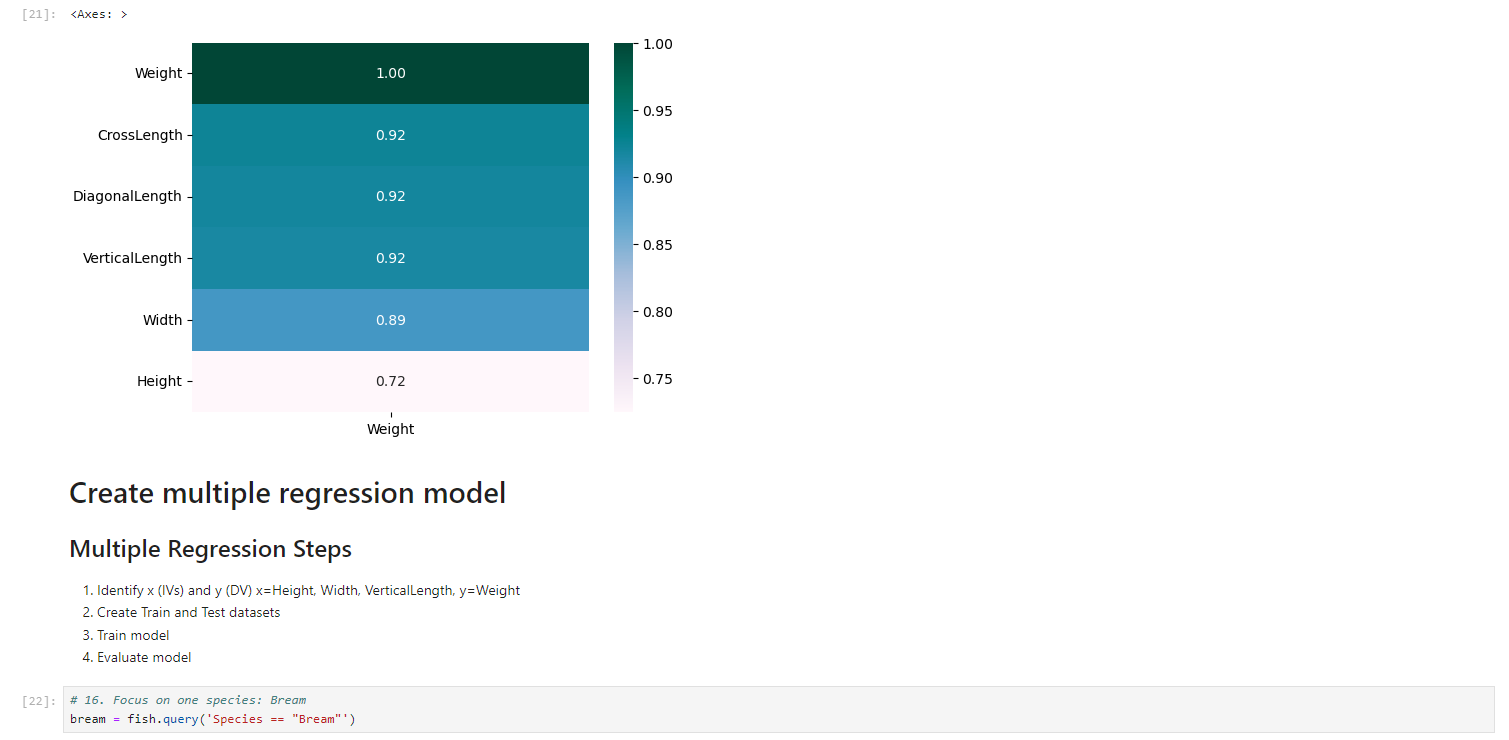 [21]: <Axes: >
Weight 1.00
CrossLength 0.92
DiagonalLength 0.92
VerticalLength 0.92
Width 0.89
Height 0.72
Weight
1.00
0.95
0.90
0.85
0.80
0.75
Create multiple regression model
Multiple Regression Steps
1. Identify x (IVs) and y (DV) x=Height, Width, VerticalLength, y=Weight
2. Create Train and Test datasets
3. Train model
4. Evaluate model
[22]: # 16. Focus on one species: Bream
bream = fish.query('Species == "Bream"')